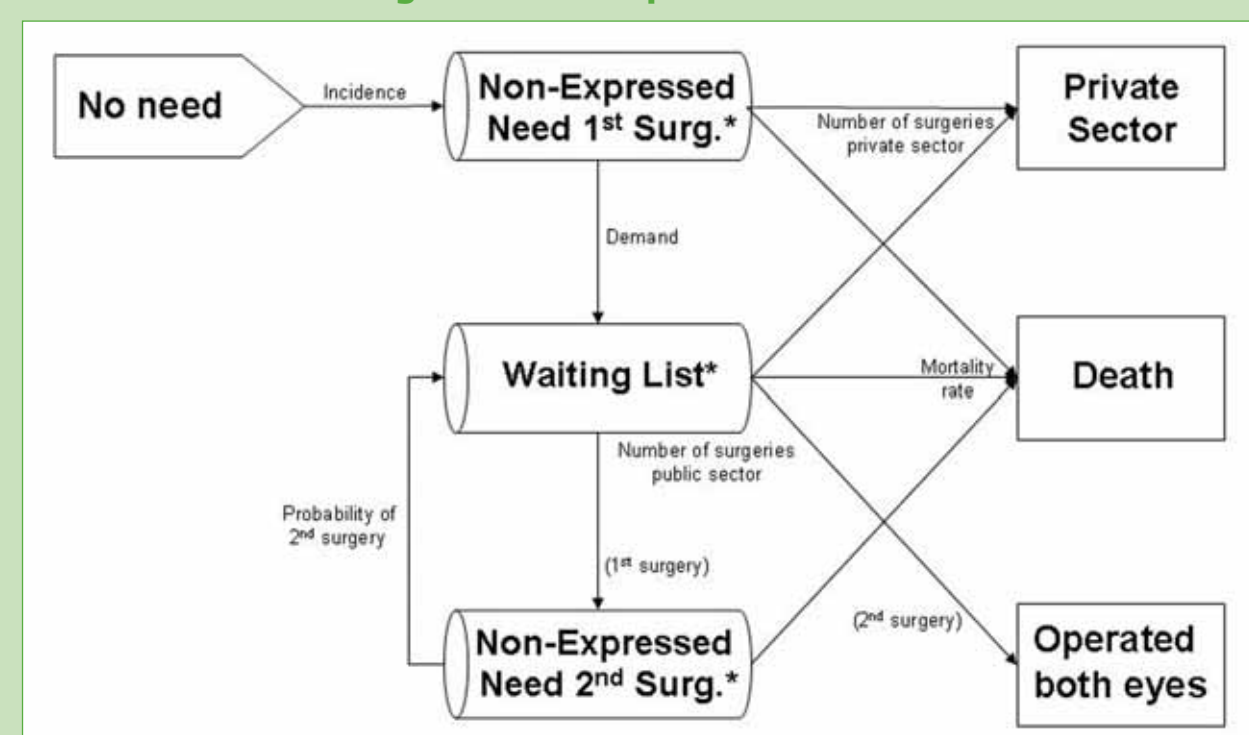 No need
Incidence
Non-Expressed
Need 1st Surg.*
Number of surgeries
private sector
Private
Sector
Demand
Waiting List*
Mortality
rate
Death
Number of surgeries
public sector
Probability of
2nd surgery
(1st surgery)
(2nd surgery)
Non-Expressed
Need 2nd Surg.*
Operated
both eyes